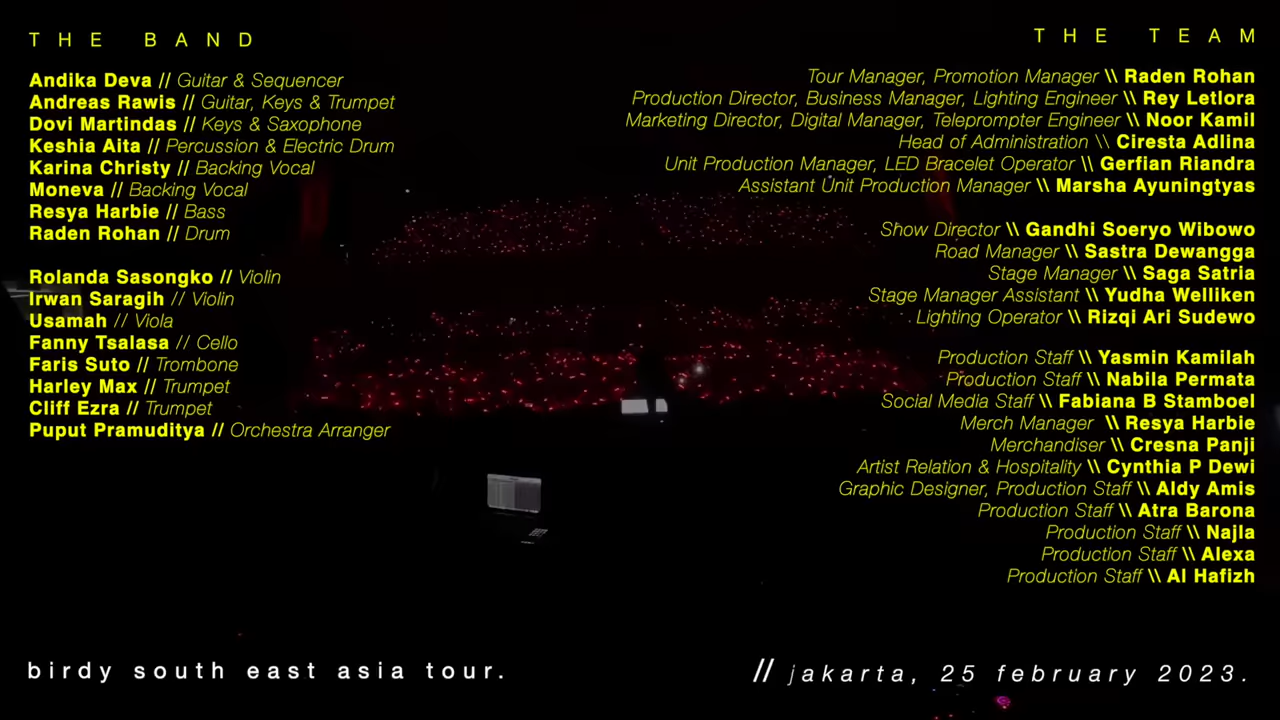 THE BAND
Andika Deva // Guitar & Sequencer
Andreas Rawis // Guitar, Keys & Trumpet
Dovi Martindas // Keys & Saxophone
Keshia Aita // Percussion & Electric Drum
Karina Christy // Backing Vocal
Moneva // Backing Vocal
Resya Harbie // Bass
Raden Rohan // Drum
Rolanda Sasongko // Violin
Irwan Saragih // Violin
Usamah // Viola
Fanny Tsalasa // Cello
Faris Suto // Trombone
Harley Max // Trumpet
Cliff Ezra // Trumpet
Puput Pramuditya // Orchestra Arranger
THE TEAM
Tour Manager, Promotion Manager \\ Raden Rohan
Production Director, Business Manager, Lighting Engineer \\ Rey Letlora
Marketing Director, Digital Manager, Teleprompter Engineer \\ Noor Kamil
Head of Administration \\ Ciresta Adlina
Unit Production Manager, LED Bracelet Operator \\ Gerfian Riandra
Assistant Unit Production Manager \\ Marsha Ayuningtyas
Show Director \\ Gandhi Soeryo Wibowo
Road Manager \\ Sastra Dewangga
Stage Manager \\ Saga Satria
Stage Manager Assistant \\ Yudha Welliken
Lighting Operator \\ Rizqi Ari Sudewo
Production Staff \\ Yasmin Kamilah
Production Staff \\ Nabila Permata
Social Media Staff \\ Fabiana B Stamboel
Merch Manager \\ Resya Harbie
Merchandiser \\ Cresna Panji
Artist Relation & Hospitality \\ Cynthia P Dewi
Graphic Designer, Production Staff \\ Aldy Amis
Production Staff \\ Atra Barona
Production Staff \\ Najla
Production Staff \\ Alexa
Production Staff \\ Al Hafizh
birdy south east asia tour.
// jakarta, 25 february 2023.